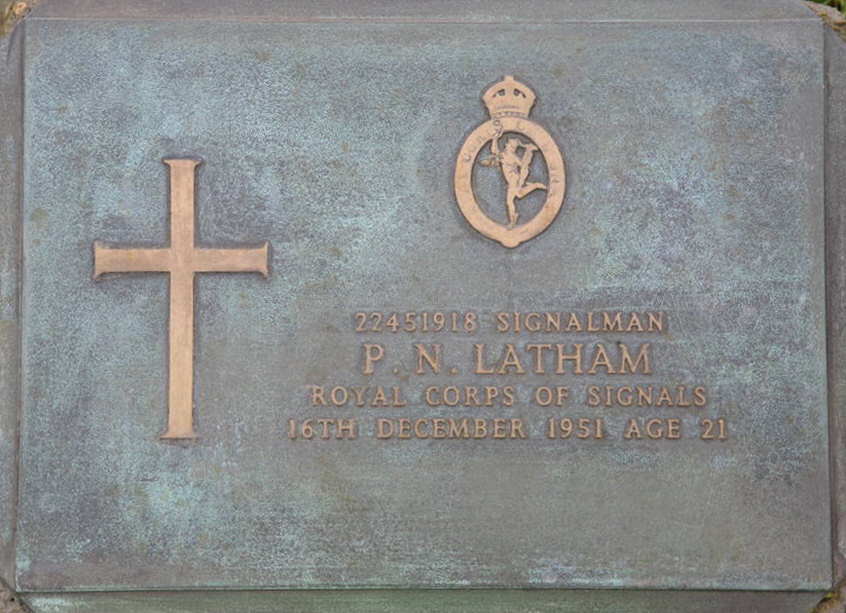 22451918 SIGNALMAN
P. N. LATHAM
ROYAL CORPS OF SIGNALS
16TH DECEMBER 1951 AGE 21